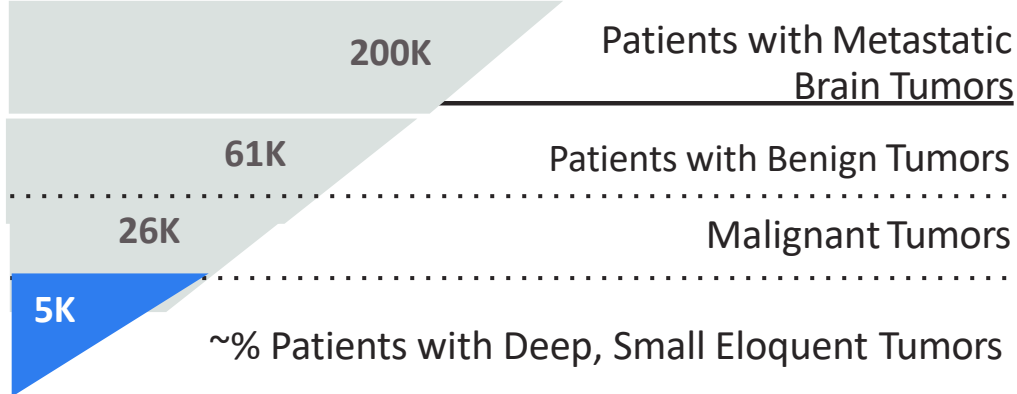 200K
Patients with Metastatic
Brain Tumors
61K
Patients with Benign Tumors
26K
Malignant Tumors
5K
~% Patients with Deep, Small Eloquent Tumors